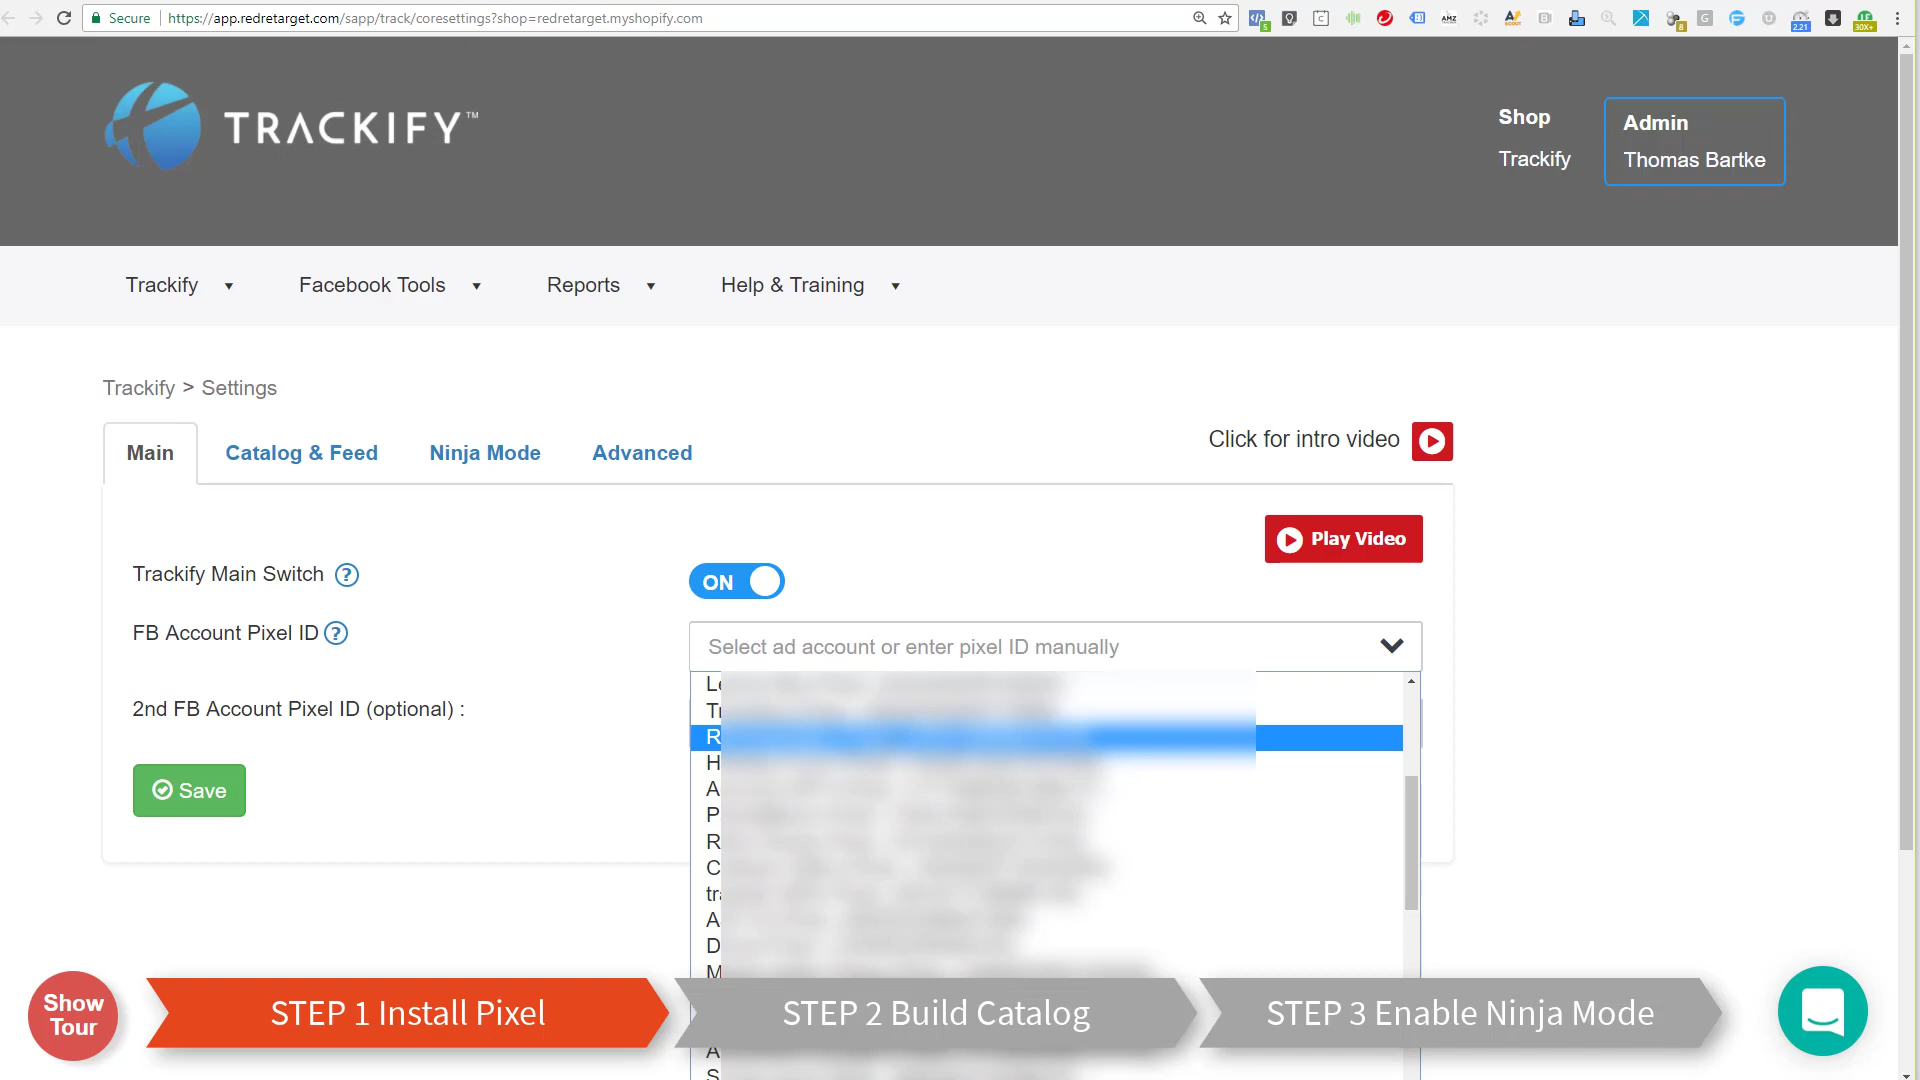 Secure
https://app.redretarget.com/sapp/track/coresettings?shop=redretarget.myshopify.com
TRACKIFY™
Shop
Trackify
Admin
Thomas Bartke
Trackify
Facebook Tools
Reports
Help & Training
Trackify > Settings
Main
Catalog & Feed
Ninja Mode
Advanced
Click for intro video
Play Video
Trackify Main Switch ?
ON
FB Account Pixel ID ?
Select ad account or enter pixel ID manually
2nd FB Account Pixel ID (optional) :
Save
Show
Tour
STEP 1 Install Pixel
STEP 2 Build Catalog
STEP 3 Enable Ninja Mode